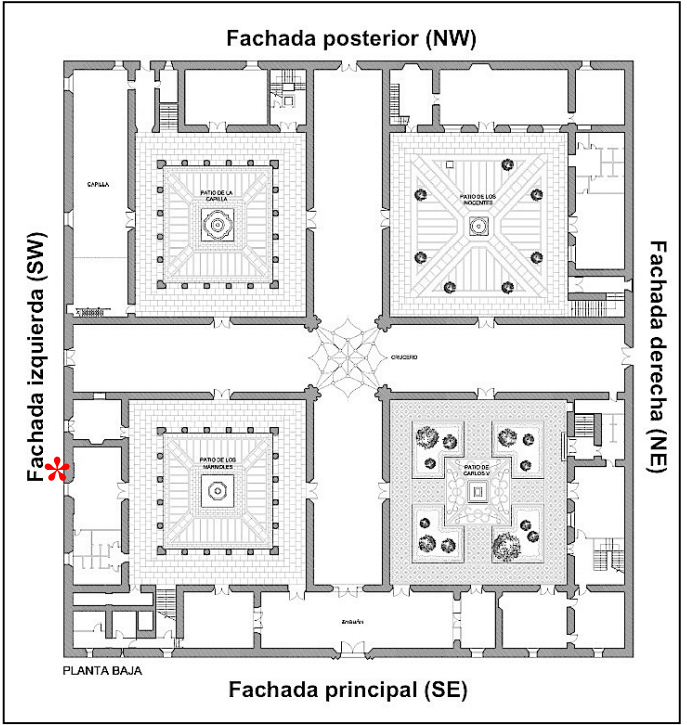 Fachada posterior (NW)
CAPILLA
PATIO DE LA
CAPILLA
PATIO DE LOS
INOCENTES
Fachada izquierda (SW)
CRUCERO
Fachada derecha (NE)
PATIO DE LOS
MÁRMOLES
PATIO DE
CARLOS V
PLANTA BAJA
Fachada principal (SE)